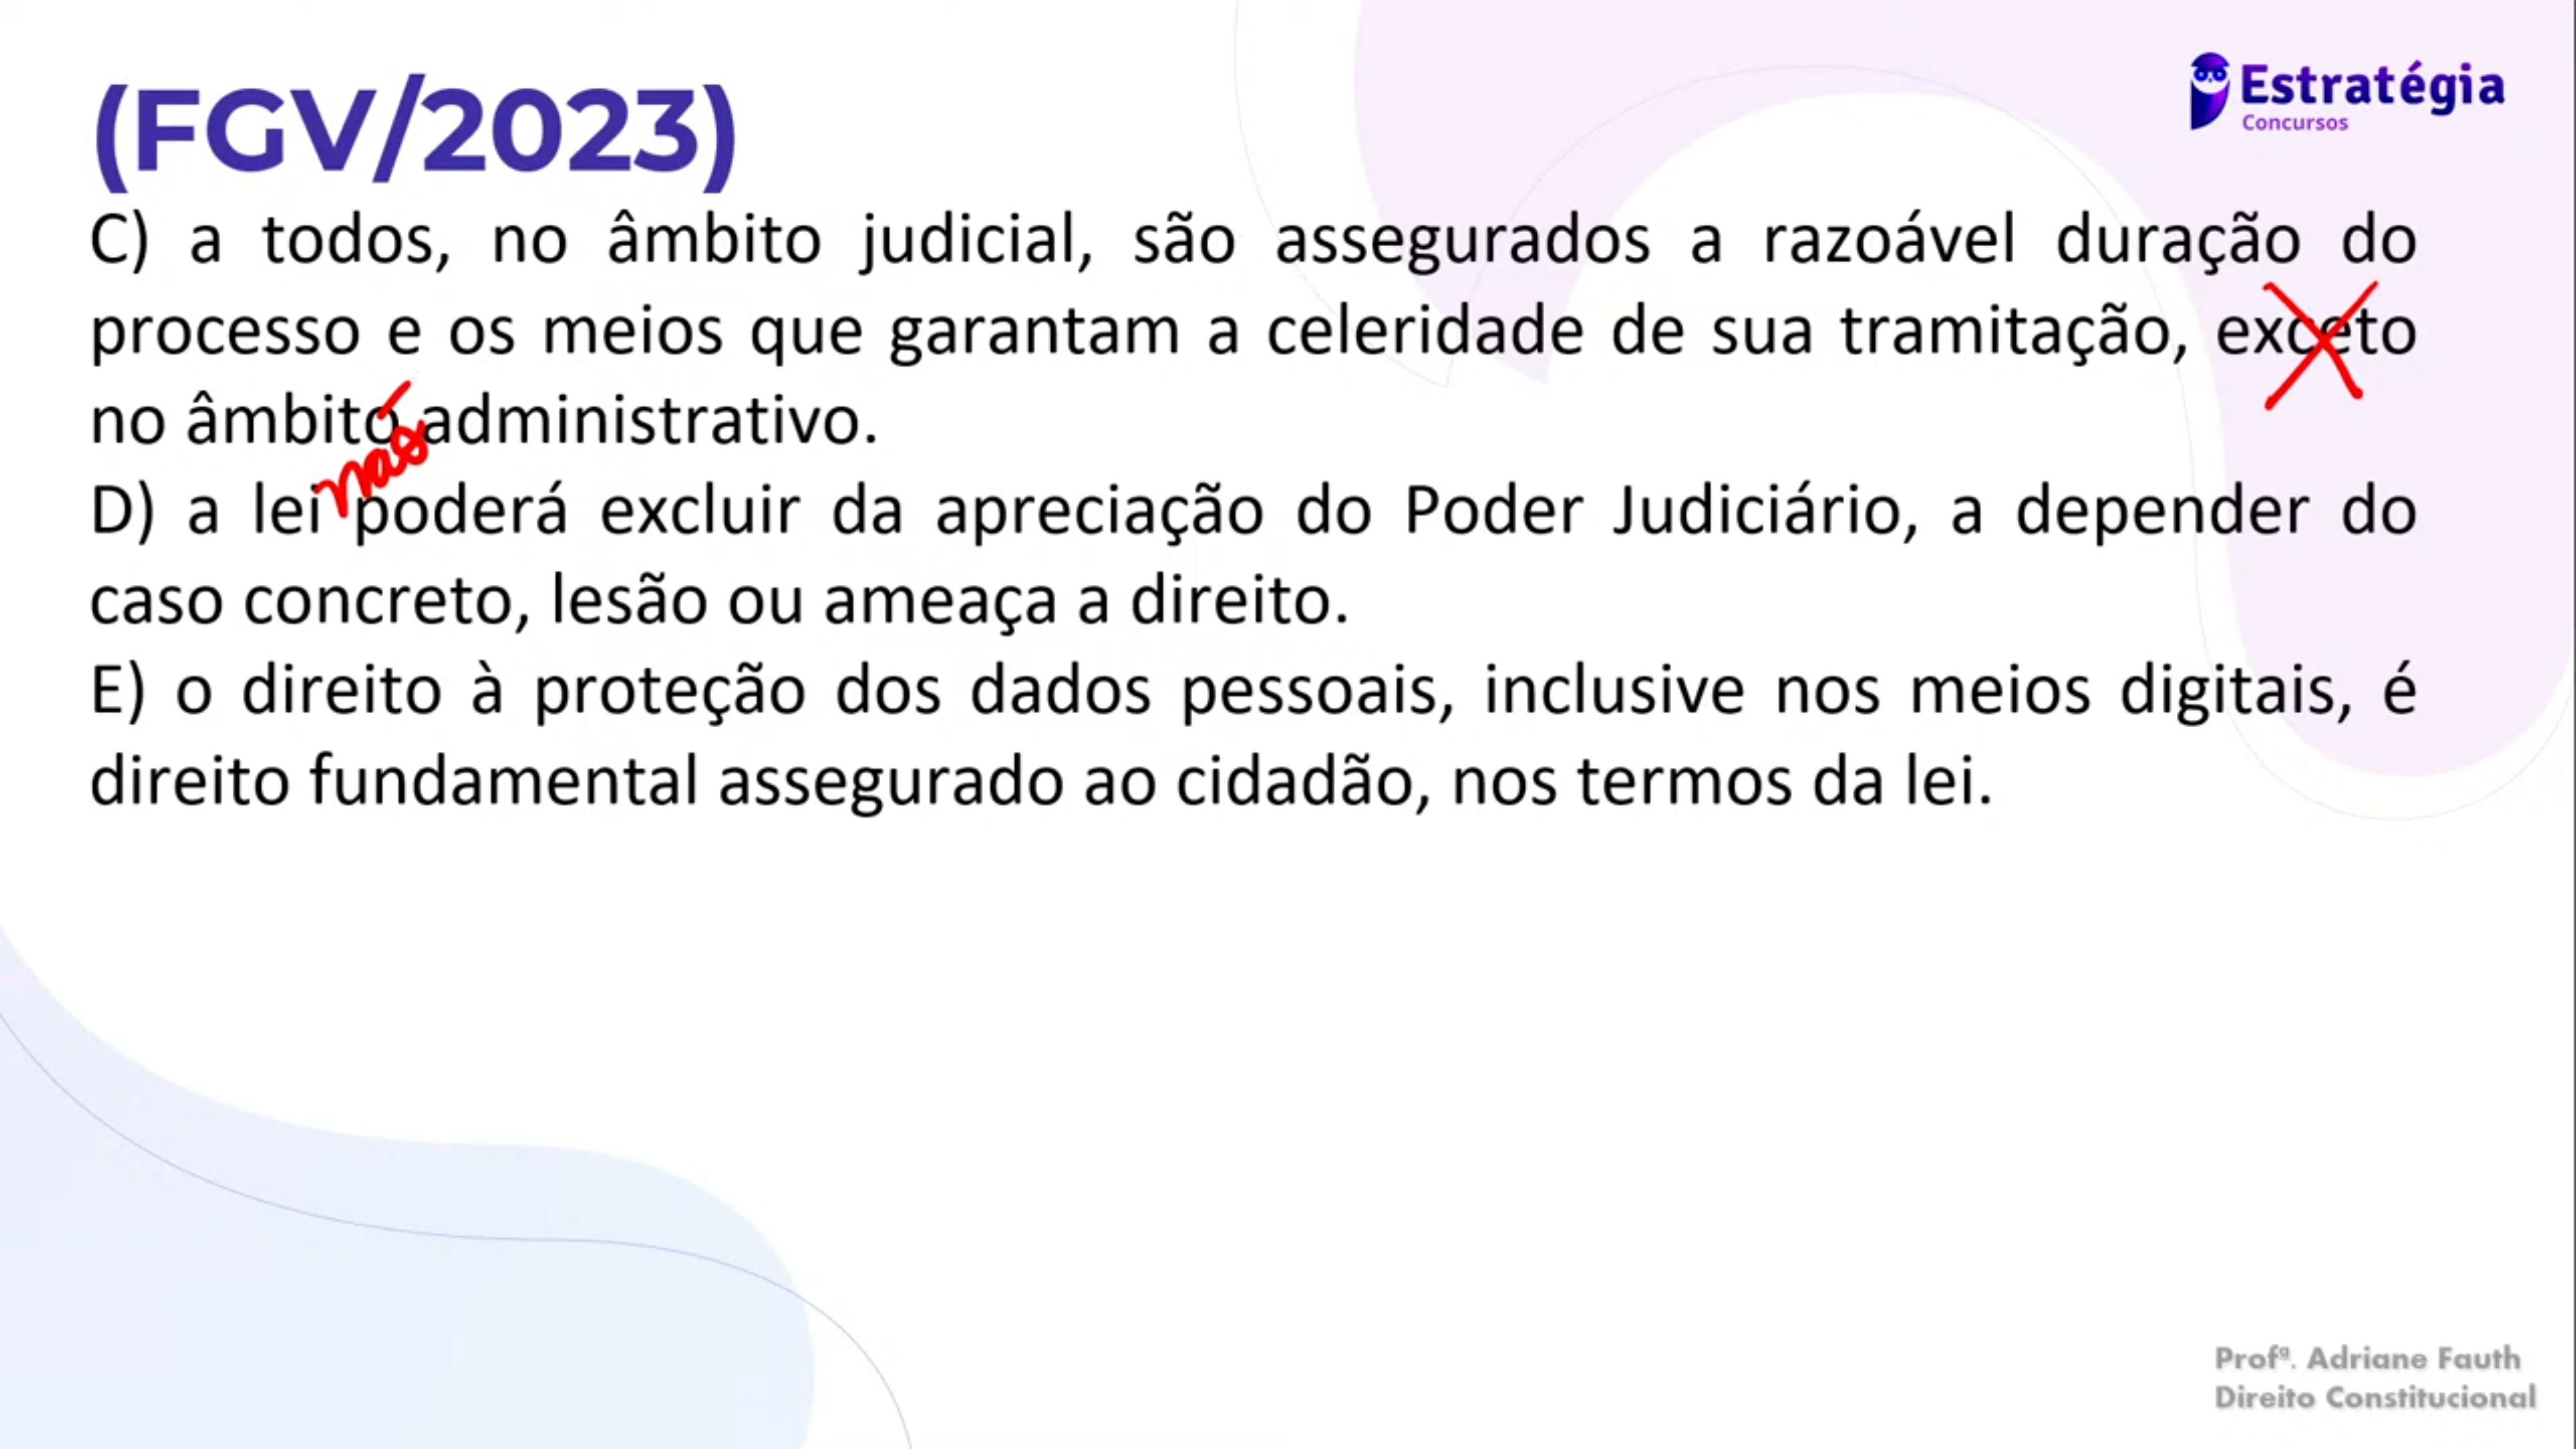 (FGV/2023)
Estratégia
Concursos
C) a todos, no âmbito judicial, são assegurados a razoável duração do
processo e os meios que garantam a celeridade de sua tramitação, exceto
no âmbito administrativo.
não
D) a lei poderá excluir da apreciação do Poder Judiciário, a depender do
caso concreto, lesão ou ameaça a direito.
E) o direito à proteção dos dados pessoais, inclusive nos meios digitais, é
direito fundamental assegurado ao cidadão, nos termos da lei.
Profª. Adriane Fauth
Direito Constitucional